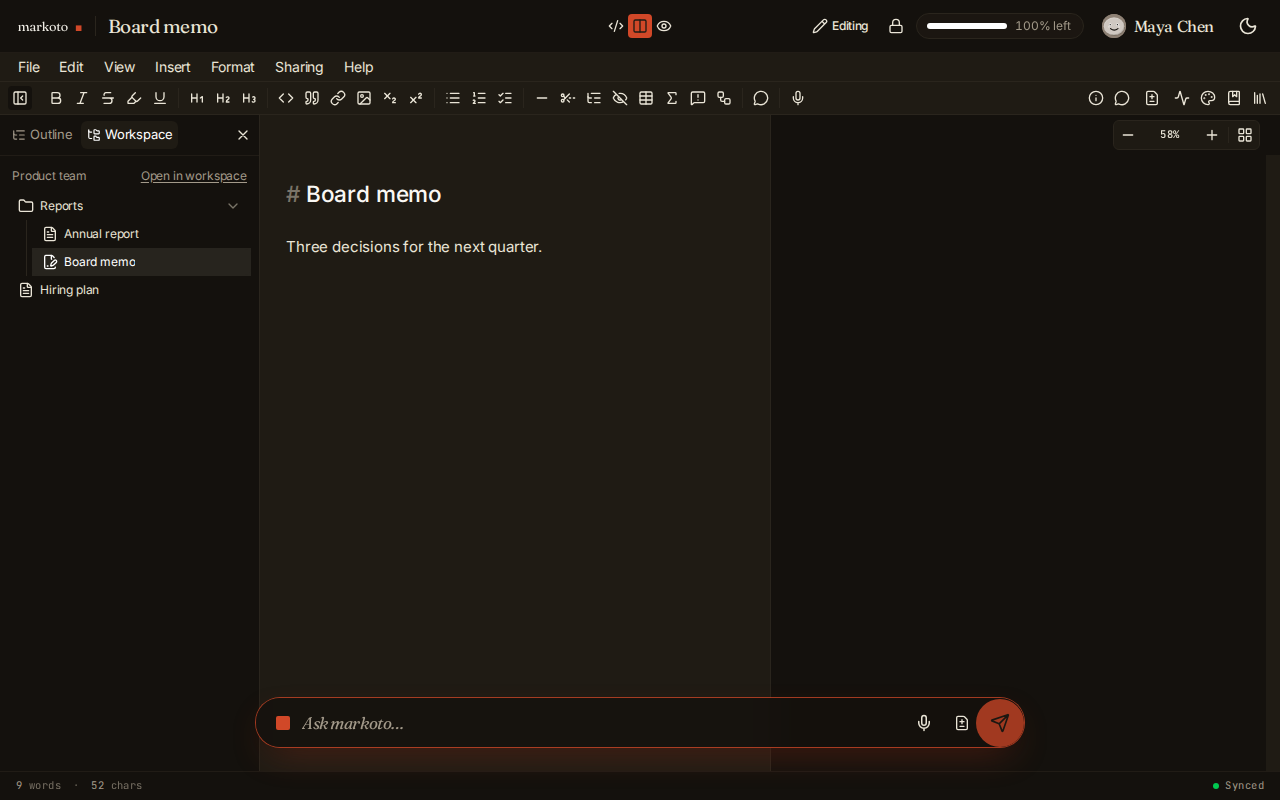 markoto
Board memo
Editing
100% left
Maya Chen
File Edit View Insert Format Sharing Help
H1 H2 H3
X2 x2
Outline Workspace
58%
Product team Open in workspace
Reports
Annual report
Board memo
Hiring plan
# Board memo
Three decisions for the next quarter.
Ask markoto...
9 words · 52 chars
Synced